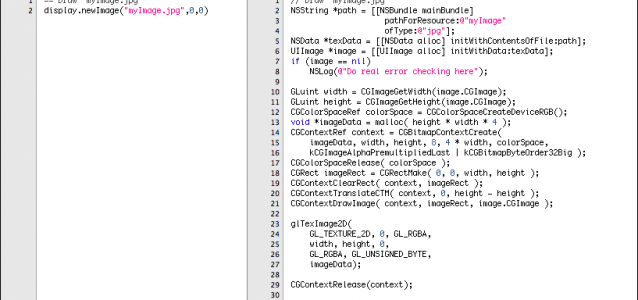 1
2 display.newImage("myImage.jpg",0,0)
1
2 NSString *path = [[NSBundle mainBundle]
3 pathForResource:@"myImage"
4 ofType:@"jpg"];
5 NSData *texData = [[NSData alloc] initWithContentsOfFile:path];
6 UIImage *image = [[UIImage alloc] initWithData:texData];
7 if (image == nil)
8 NSLog(@"Do real error checking here");
9
10 GLuint width = CGImageGetWidth(image.CGImage);
11 GLuint height = CGImageGetHeight(image.CGImage);
12 CGColorSpaceRef colorSpace = CGColorSpaceCreateDeviceRGB();
13 void *imageData = malloc( height * width * 4 );
14 CGContextRef context = CGBitmapContextCreate(
15 imageData, width, height, 8, 4 * width, colorSpace,
16 kCGImageAlphaPremultipliedLast | kCGBitmapByteOrder32Big );
17 CGColorSpaceRelease( colorSpace );
18 CGRect imageRect = CGRectMake( 0, 0, width, height );
19 CGContextClearRect( context, imageRect );
20 CGContextTranslateCTM( context, 0, height - height );
21 CGContextDrawImage( context, imageRect, image.CGImage );
22
23 glTexImage2D(
24 GL_TEXTURE_2D, 0, GL_RGBA,
25 width, height, 0,
26 GL_RGBA, GL_UNSIGNED_BYTE,
27 imageData);
28
29 CGContextRelease(context);
30